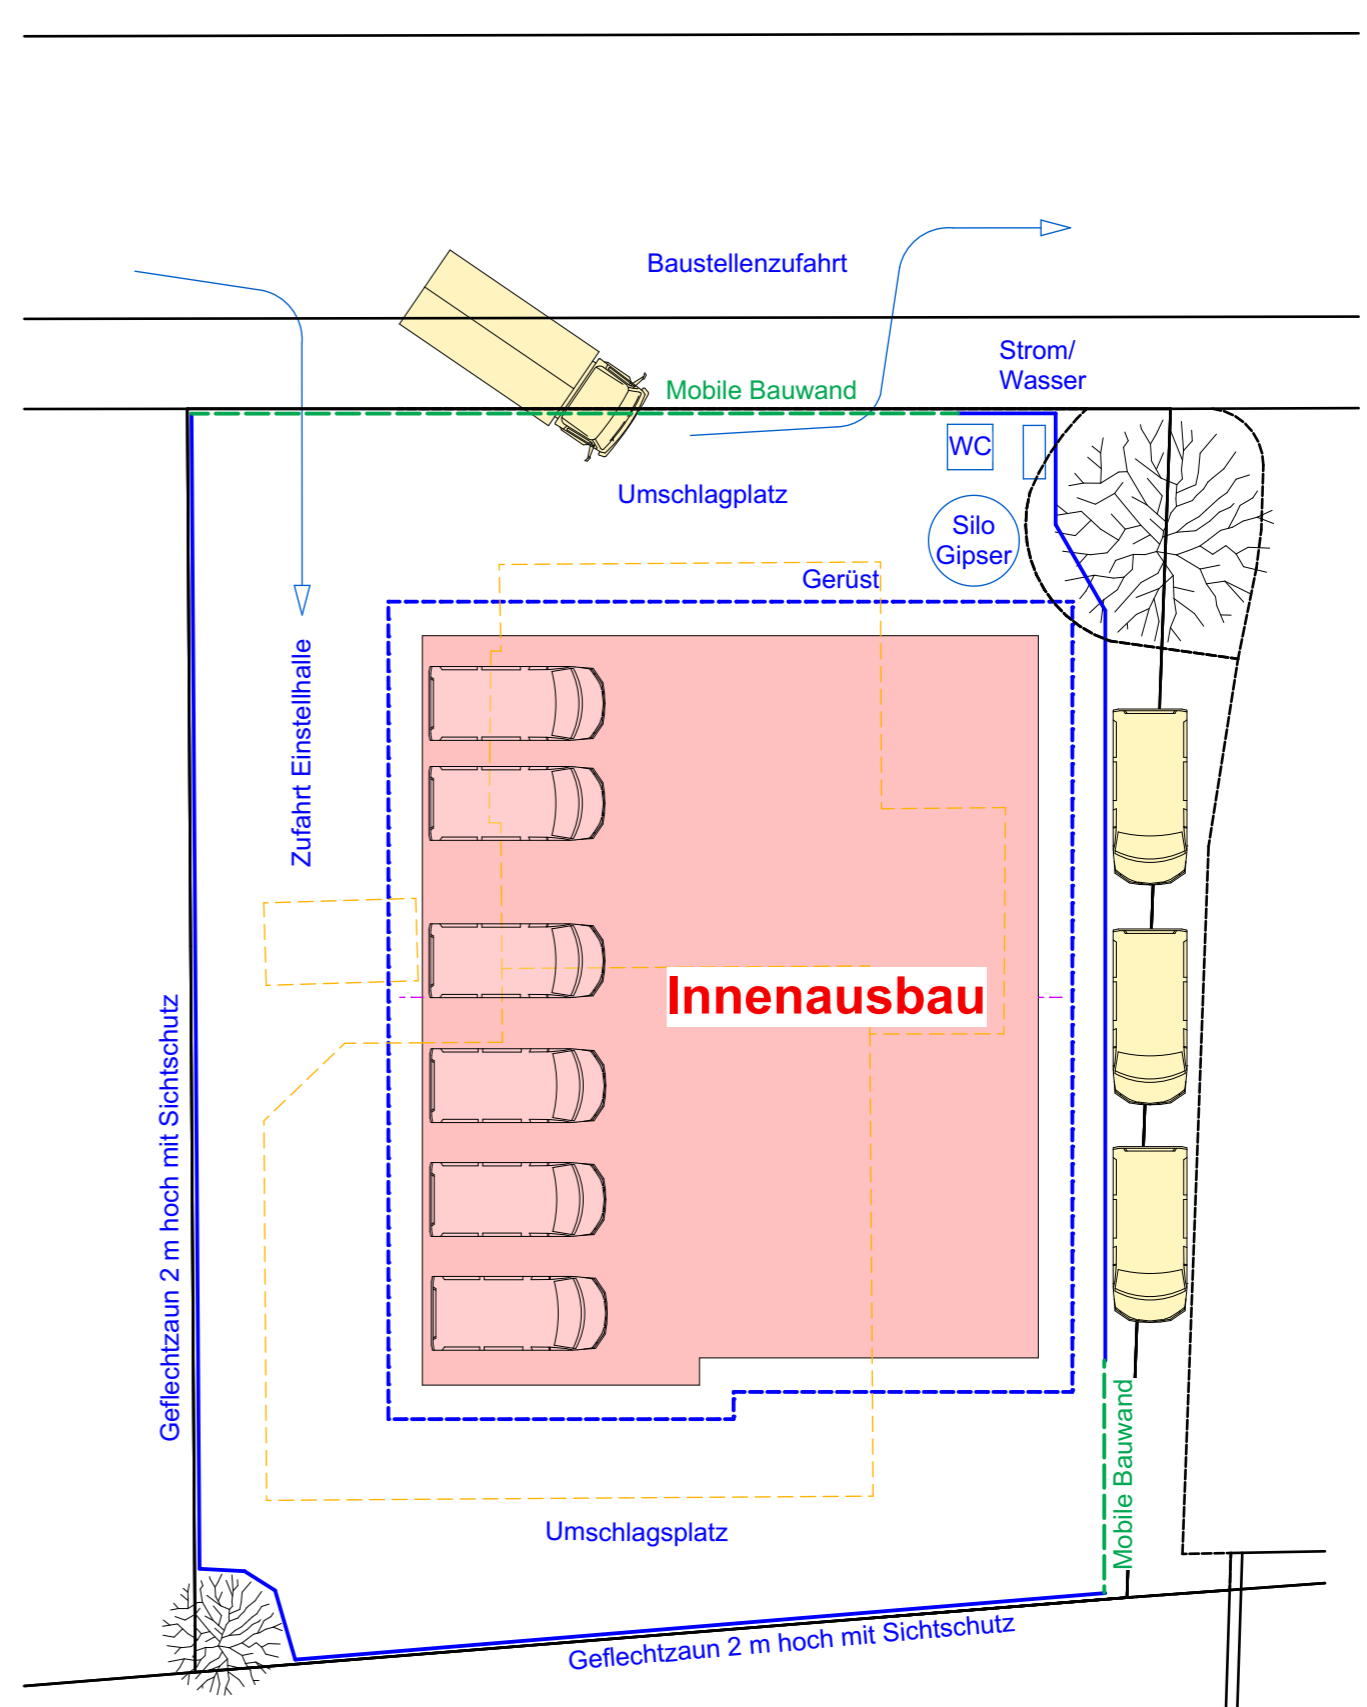 Baustellenzufahrt
Strom/
Wasser
Mobile Bauwand
WC
Umschlagplatz
Silo
Gipser
Gerüst
Zufahrt Einstellhalle
Innenausbau
Geflechtzaun 2 m hoch mit Sichtschutz
Mobile Bauwand
Umschlagsplatz
Geflechtzaun 2 m hoch mit Sichtschutz